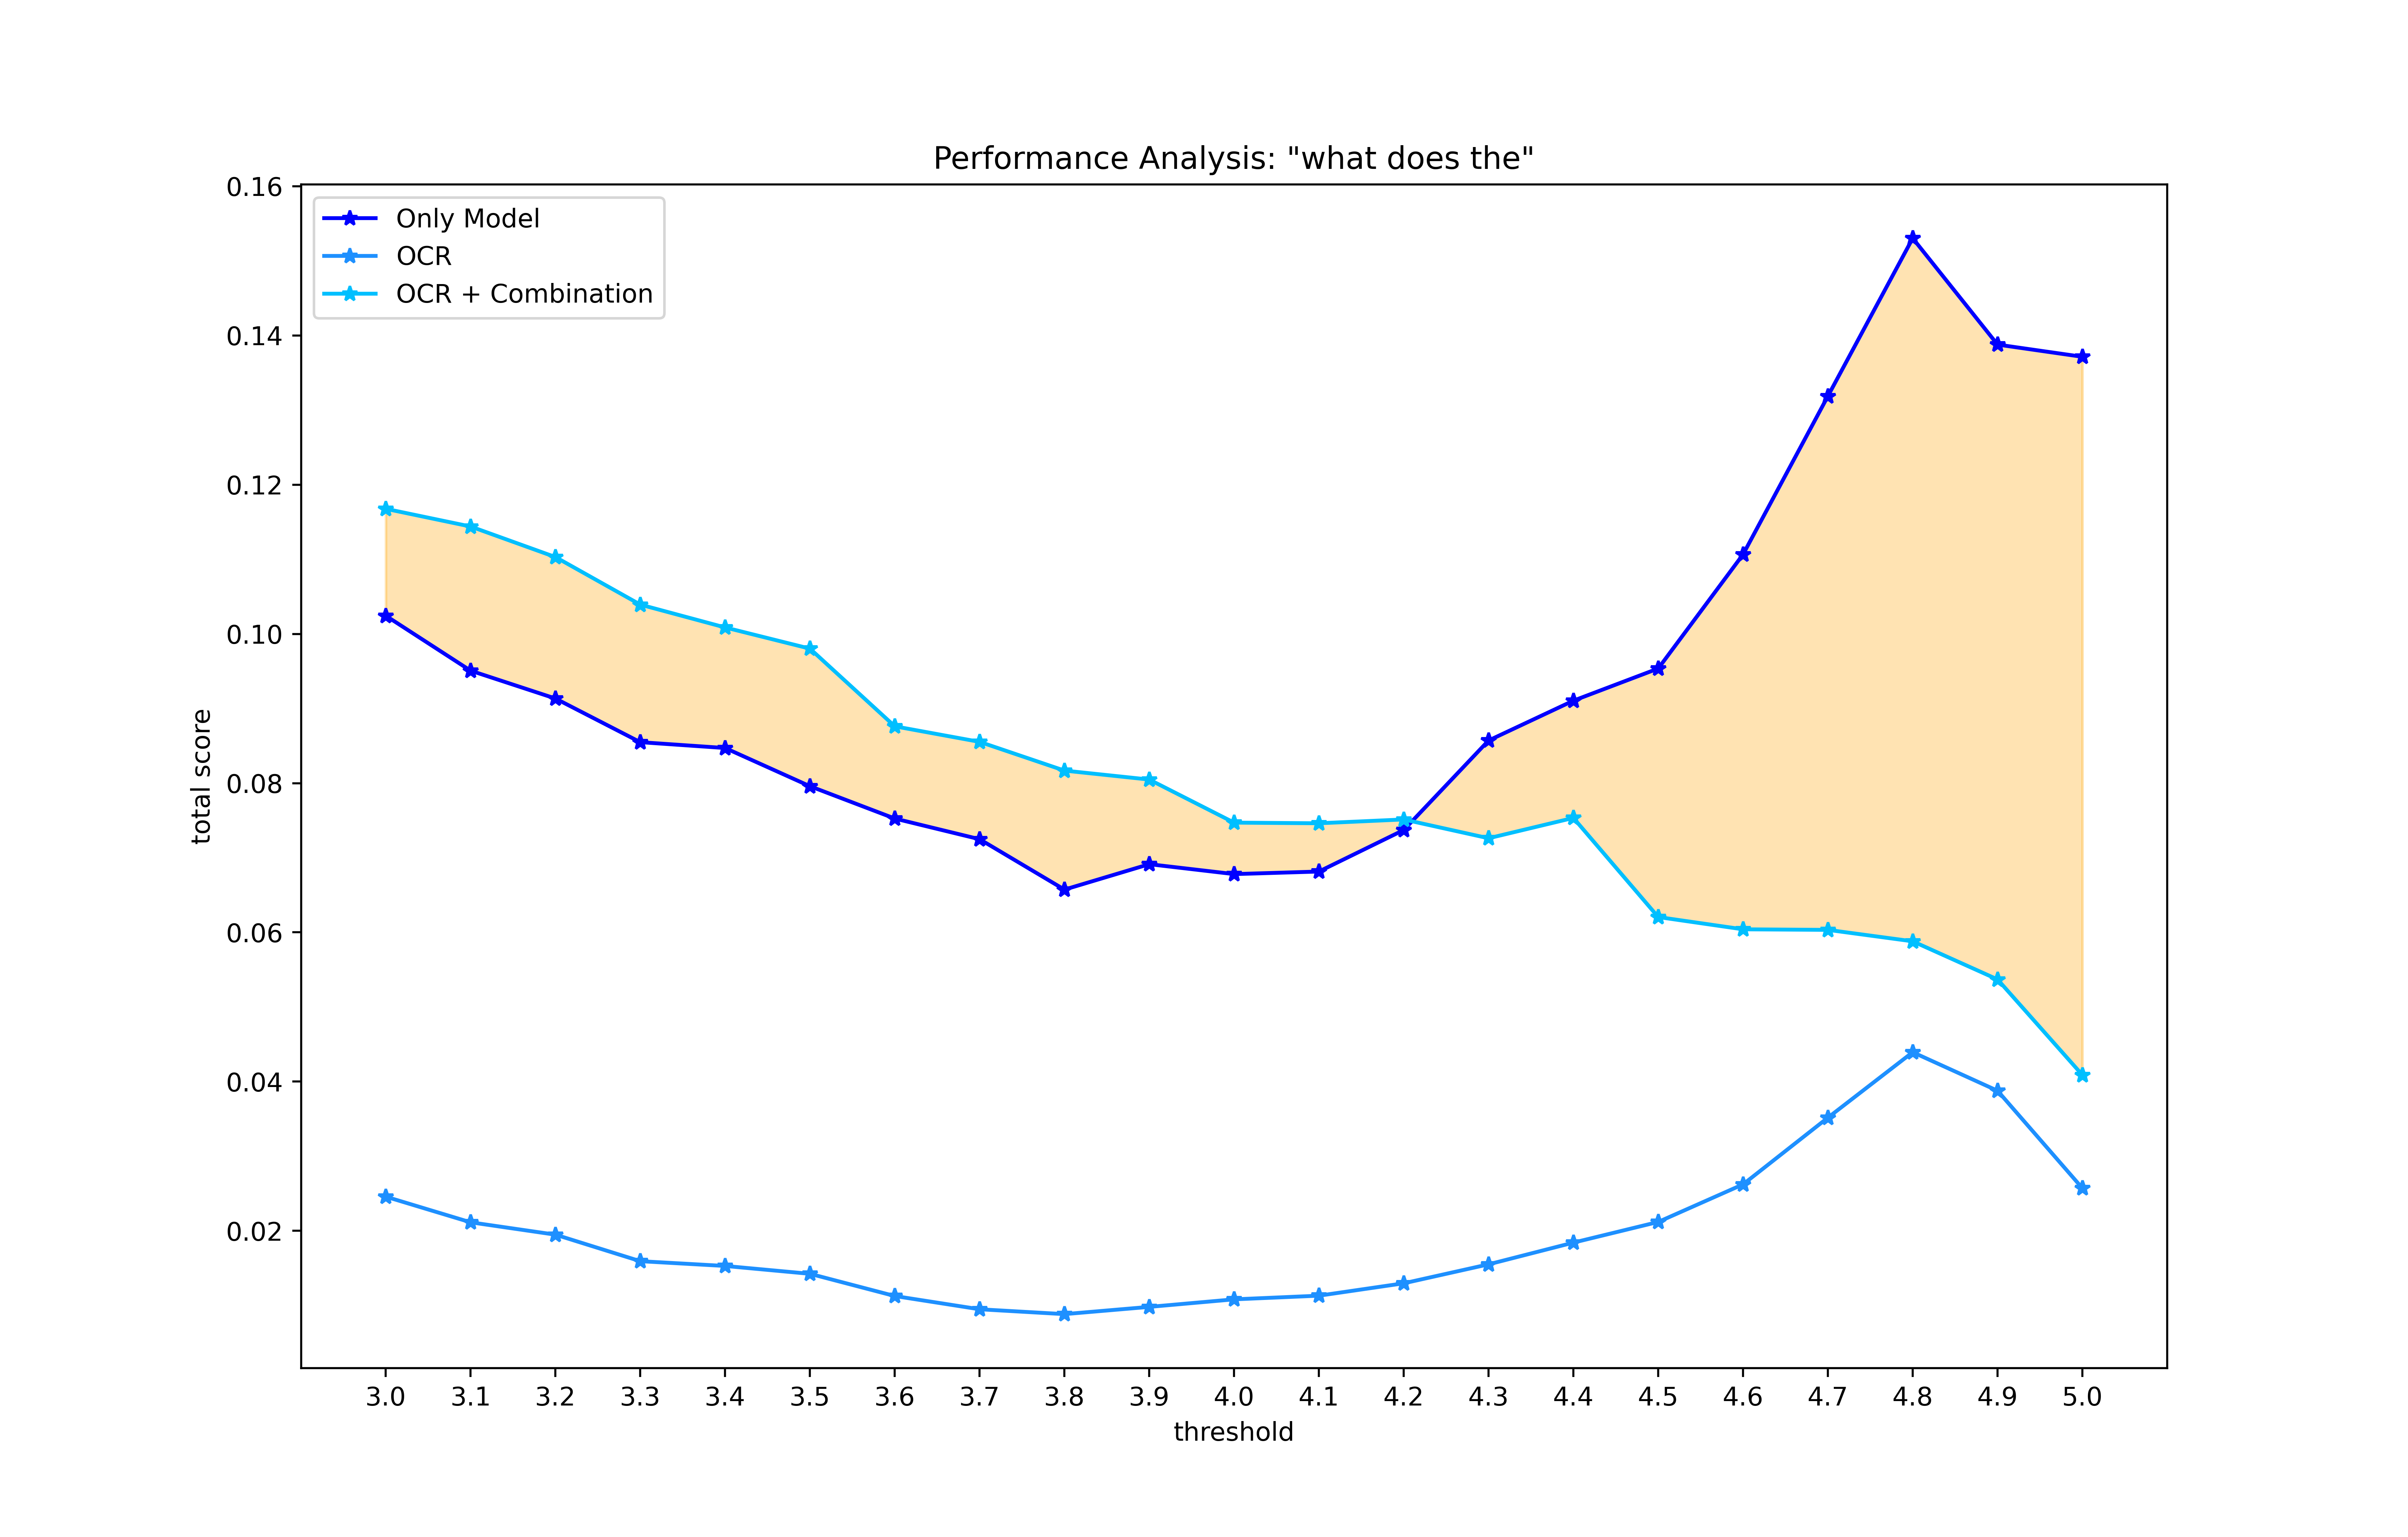 Performance Analysis: "what does the"
Only Model
OCR
OCR + Combination
0.16
0.14
0.12
0.10
0.08
0.06
0.04
0.02
total score
3.0 3.1 3.2 3.3 3.4 3.5 3.6 3.7 3.8 3.9 4.0 4.1 4.2 4.3 4.4 4.5 4.6 4.7 4.8 4.9 5.0
threshold